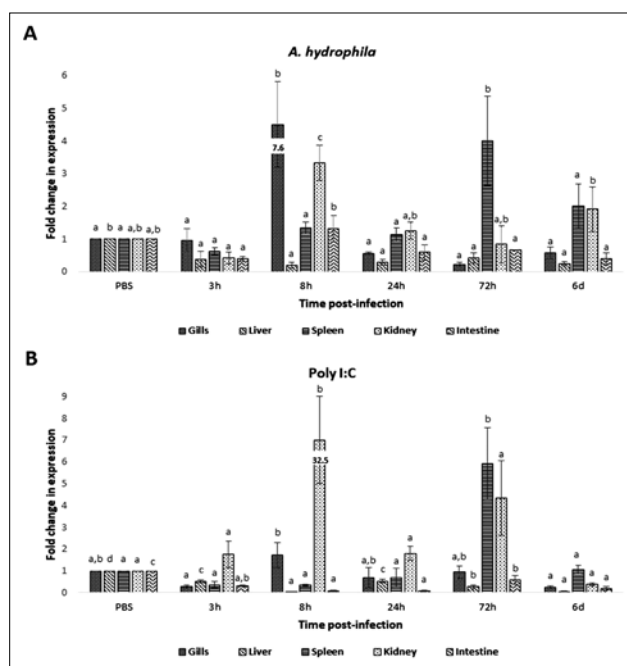 A
A. hydrophila
Fold change in expression
6
5
4
3
2
1
0
b
7.6
c
b
a b a a,b a,b
a a a a a
a b
a a a,b a
a a b a,b a
a a a b a
PBS 3h 8h 24h 72h 6d
Time post-infection
Gills Liver Spleen Kidney Intestine
B
Poly I:C
Fold change in expression
9
8
7
6
5
4
3
2
1
0
b
32.5
a,b d a a c
a c a a a,b
b a a a
a,b c a a a
a,b b b a b
a a a a a
PBS 3h 8h 24h 72h 6d
Time post-infection
Gills Liver Spleen Kidney Intestine